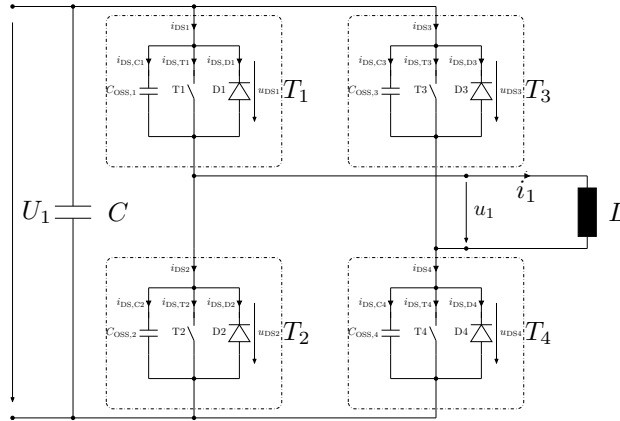 i_DS1
i_DS3
i_DS,C1 i_DS,T1 i_DS,D1
i_DS,C3 i_DS,T3 i_DS,D3
C_OSS,1 T1 D1 u_DS1 T_1
C_OSS,3 T3 D3 u_DS3 T_3
U_1 C
i_1
u_1
L
i_DS2
i_DS4
i_DS,C2 i_DS,T2 i_DS,D2
i_DS,C4 i_DS,T4 i_DS,D4
C_OSS,2 T2 D2 u_DS2 T_2
C_OSS,4 T4 D4 u_DS4 T_4